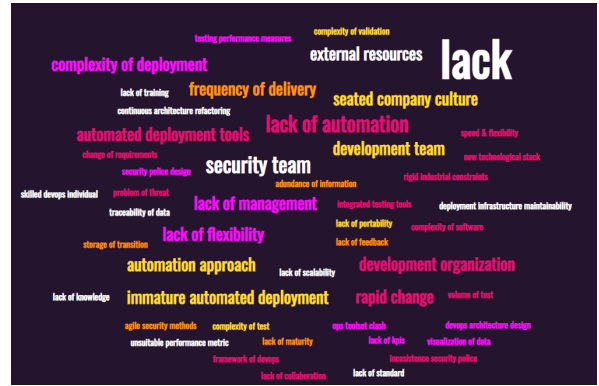 testing performance measures
complexity of validation
external resources
lack
complexity of deployment
lack of training
frequency of delivery
seated company culture
continuous architecture refactoring
lack of automation
automated deployment tools
speed & flexibility
development team
change of requirements
new technological stack
security team
security police design
rigid industrial constraints
adundance of information
skilled devops individual
problem of threat
lack of management
integrated testing tools
deployment infrastructure maintainability
traceability of data
lack of portability
complexity of software
lack of flexibility
storage of transition
lack of feedback
automation approach
lack of scalability
development organization
lack of knowledge
immature automated deployment
rapid change
volume of test
agile security methods
complexity of test
ops toolset clash
devops architecture design
unsuitable performance metric
lack of maturity
lack of kpis
visualization of data
framework of devops
incosistence security police
lack of collaboration
lack of standard